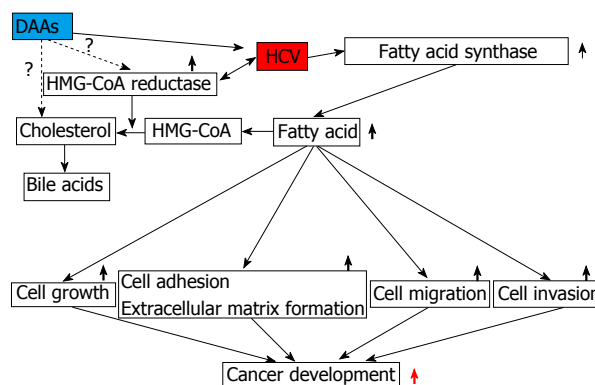 DAAs
?
?
HCV
Fatty acid synthase
HMG-CoA reductase
Cholesterol
HMG-CoA
Fatty acid
Bile acids
Cell growth
Cell adhesion
Extracellular matrix formation
Cell migration
Cell invasion
Cancer development